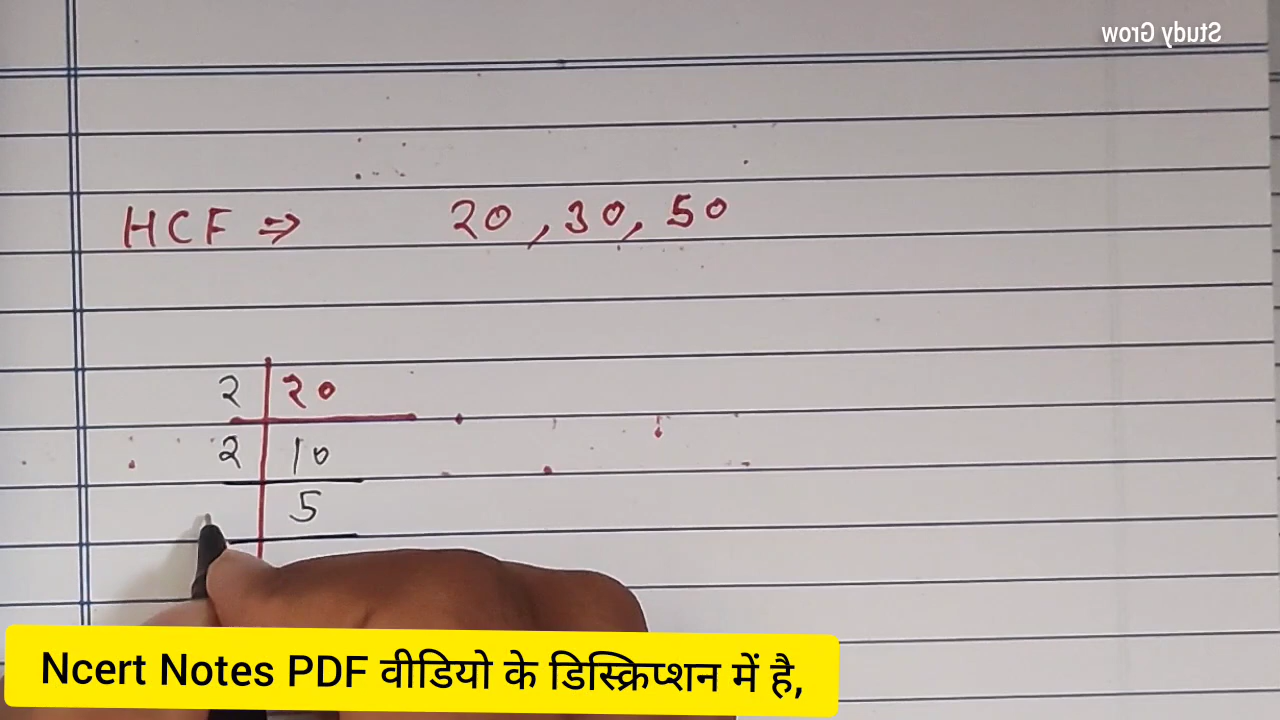 Study Grow
HCF ⇒ 20, 30, 50
2 | 20
2 | 10
5
Ncert Notes PDF वीडियो के डिस्क्रिप्शन में है,